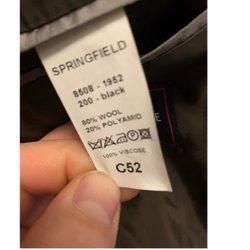 SPRINGFIELD
8508 - 1952
200 - black
80% WOOL
20% POLYAMID
100% VISCOSE
C52